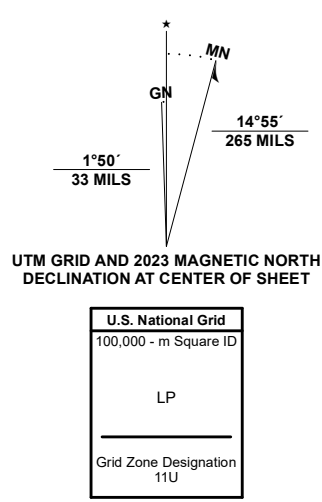 ★
MN
GN
14°55´
265 MILS
1°50´
33 MILS
UTM GRID AND 2023 MAGNETIC NORTH
DECLINATION AT CENTER OF SHEET
U.S. National Grid
100,000 - m Square ID
LP
Grid Zone Designation
11U